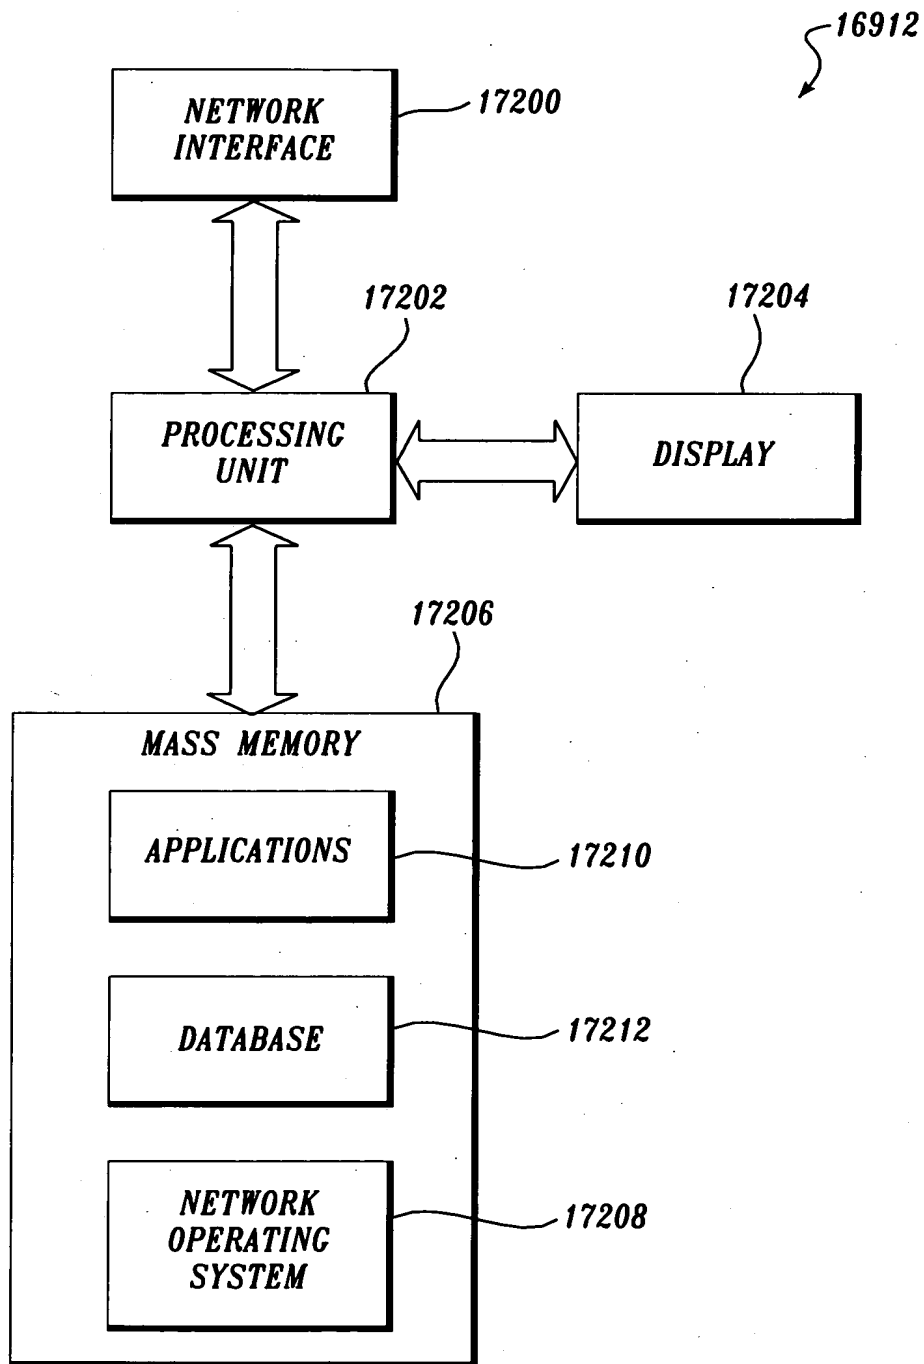 16912
NETWORK
INTERFACE
17200
17202
17204
PROCESSING
UNIT
DISPLAY
17206
MASS MEMORY
APPLICATIONS
17210
DATABASE
17212
NETWORK
OPERATING
SYSTEM
17208